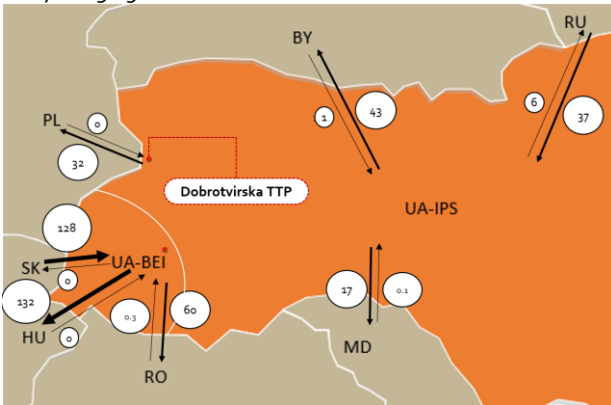 RU
BY
6
37
1
43
PL
0
32
Dobrotvirska TTP
UA-IPS
128
SK
UA-BEI
0
132
0.3
60
17
0.1
HU
0
MD
RO